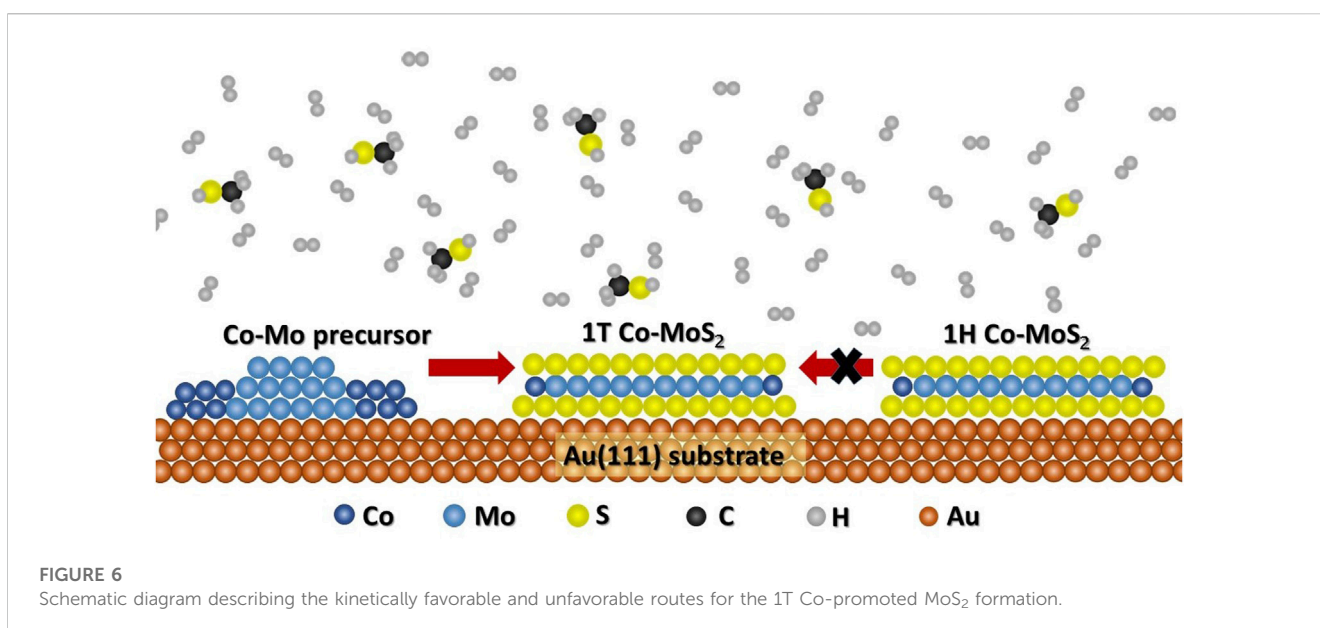 Co-Mo precursor
1T Co-MoS₂
1H Co-MoS₂
Au(111) substrate
Co Mo S C H Au
FIGURE 6
Schematic diagram describing the kinetically favorable and unfavorable routes for the 1T Co-promoted MoS₂ formation.